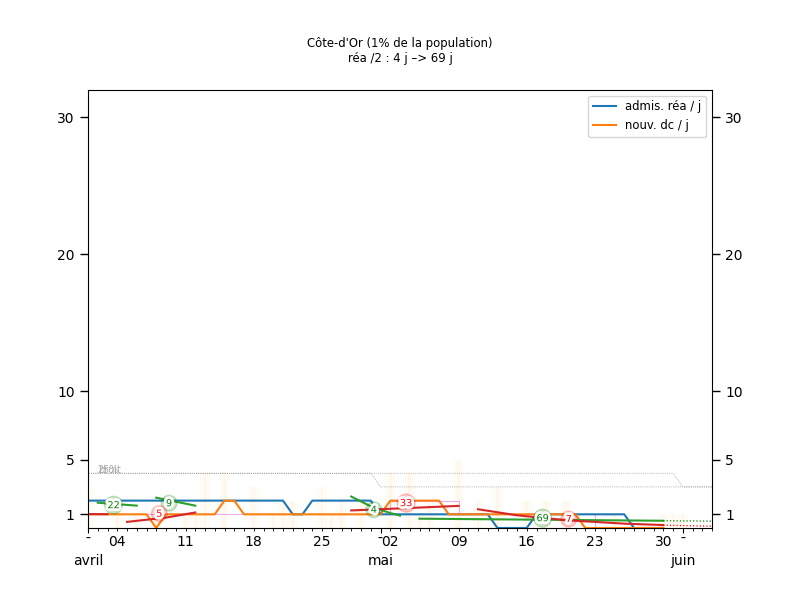 Côte-d'Or (1% de la population)
réa /2 : 4 j –> 69 j
admis. réa / j
nouv. dc / j
30 30
20 20
10 10
5 5
1 1
22 9 5 4 33 69 7
- 04 11 18 25 - 02 09 16 23 30 -
avril mai juin